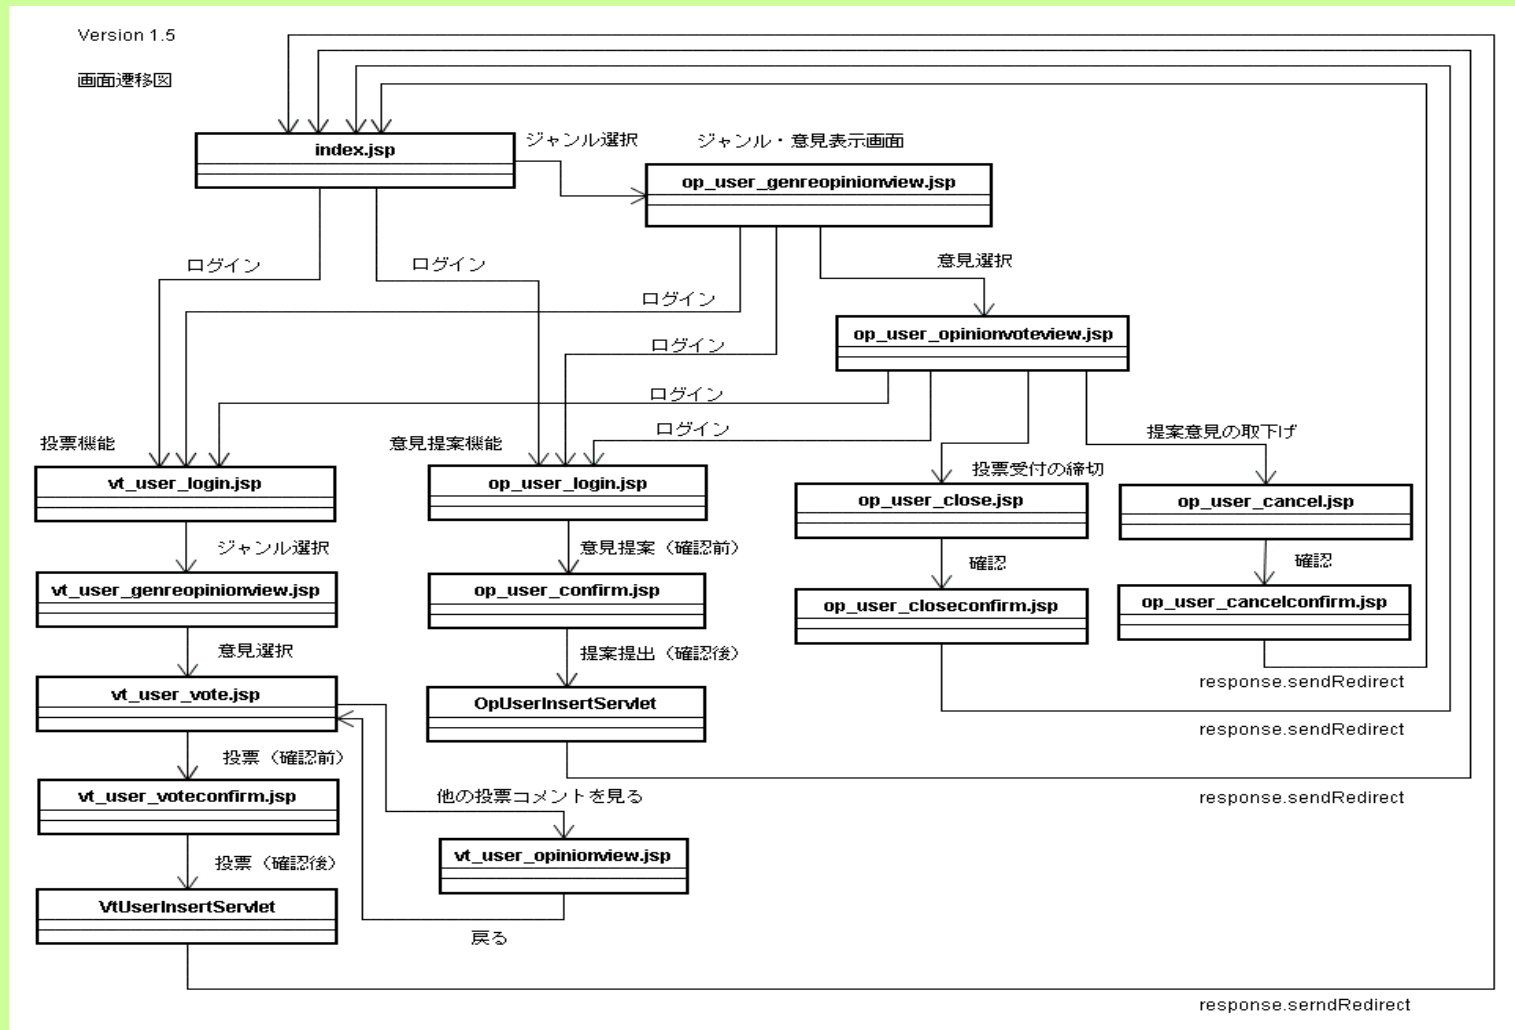 Version 1.5
画面遷移図
index.jsp
ジャンル選択
ジャンル・意見表示画面
op_user_genreopinionview.jsp
ログイン
ログイン
意見選択
ログイン
op_user_opinionvoteview.jsp
ログイン
ログイン
ログイン
投票機能
意見提案機能
提案意見の取下げ
vt_user_login.jsp
op_user_login.jsp
投票受付の締切
op_user_close.jsp
op_user_cancel.jsp
ジャンル選択
意見提案（確認前）
確認
確認
vt_user_genreopinionview.jsp
op_user_confirm.jsp
op_user_closeconfirm.jsp
op_user_cancelconfirm.jsp
意見選択
提案提出（確認後）
vt_user_vote.jsp
OpUserInsertServlet
response.sendRedirect
response.sendRedirect
投票（確認前）
vt_user_voteconfirm.jsp
他の投票コメントを見る
response.sendRedirect
投票（確認後）
vt_user_opinionview.jsp
VtUserInsertServlet
戻る
response.serndRedirect